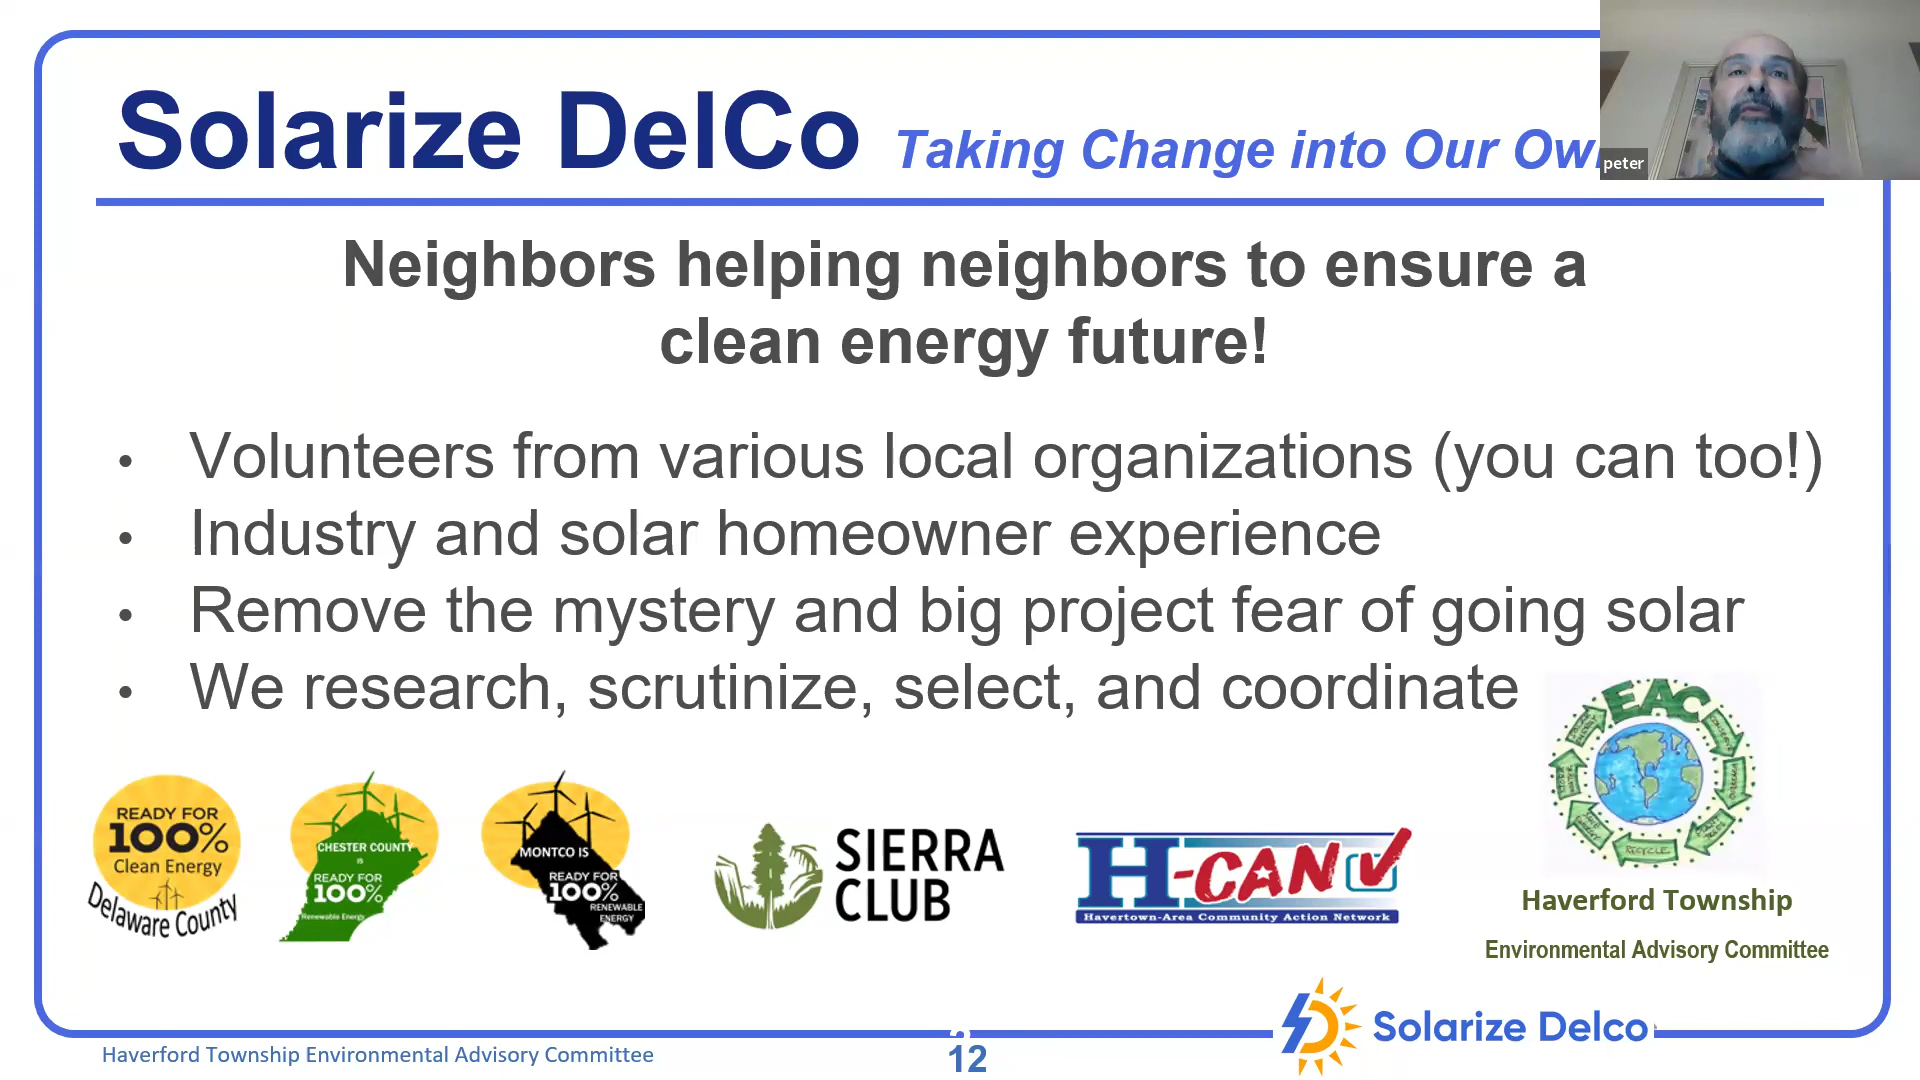 Solarize DelCo Taking Change into Our Ow
peter
Neighbors helping neighbors to ensure a
clean energy future!
• Volunteers from various local organizations (you can too!)
• Industry and solar homeowner experience
• Remove the mystery and big project fear of going solar
• We research, scrutinize, select, and coordinate
READY FOR
100%
Clean Energy
Delaware County
CHESTER COUNTY
IS
READY FOR
100%
Renewable Energy
MONTCO IS
READY FOR
100%
RENEWABLE
ENERGY
SIERRA
CLUB
H-CAN
Havertown-Area Community Action Network
EAC
RECYCLE
Haverford Township
Environmental Advisory Committee
Solarize Delco
Haverford Township Environmental Advisory Committee
12